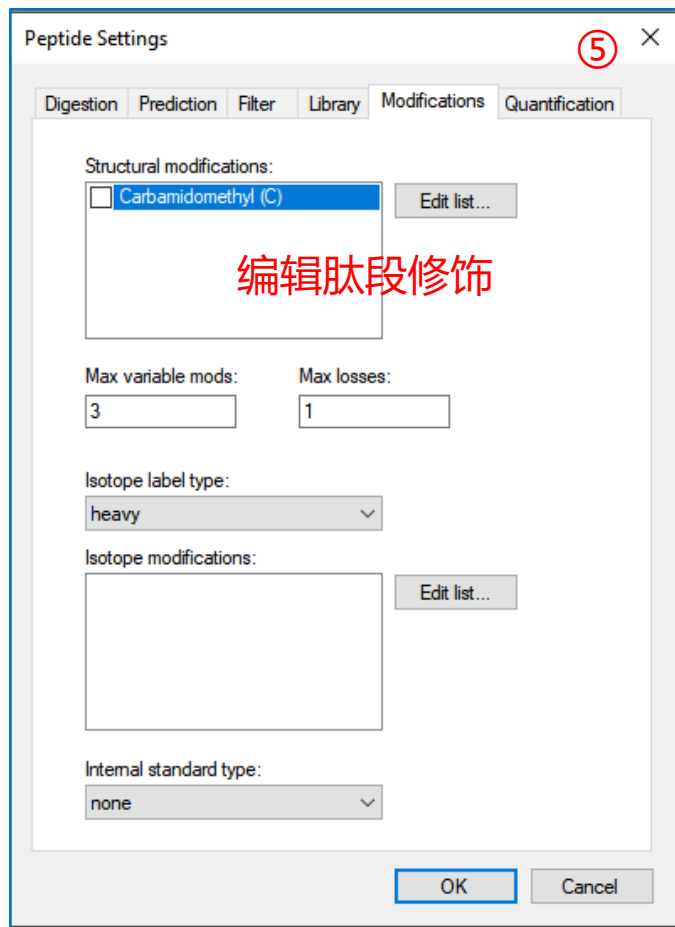 Peptide Settings
⑤
Digestion Prediction Filter Library Modifications Quantification
Structural modifications:
Carbamidomethyl (C)
Edit list...
编辑肽段修饰
Max variable mods: Max losses:
3 1
Isotope label type:
heavy
Isotope modifications:
Edit list...
Internal standard type:
none
OK Cancel